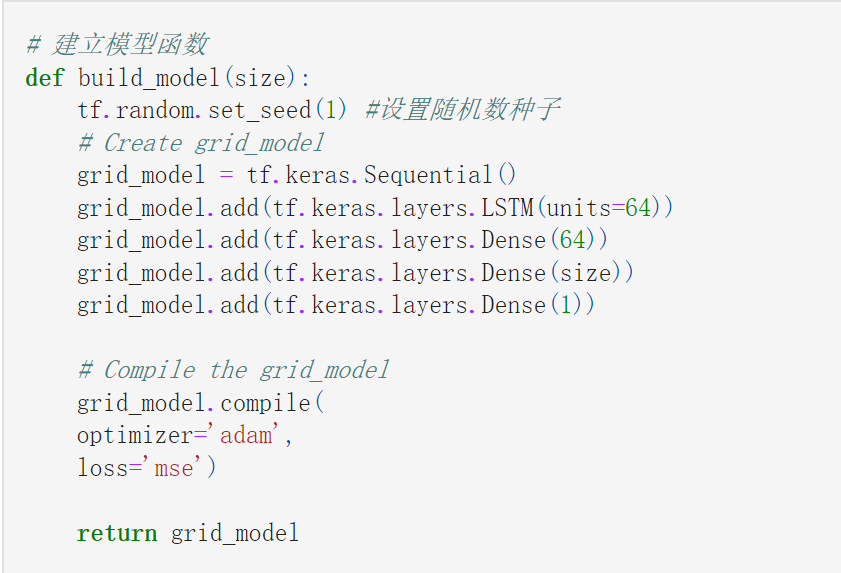 # 建立模型函数
def build_model(size):
    tf.random.set_seed(1) #设置随机数种子
    # Create grid_model
    grid_model = tf.keras.Sequential()
    grid_model.add(tf.keras.layers.LSTM(units=64))
    grid_model.add(tf.keras.layers.Dense(64))
    grid_model.add(tf.keras.layers.Dense(size))
    grid_model.add(tf.keras.layers.Dense(1))

    # Compile the grid_model
    grid_model.compile(
    optimizer='adam',
    loss='mse')

    return grid_model